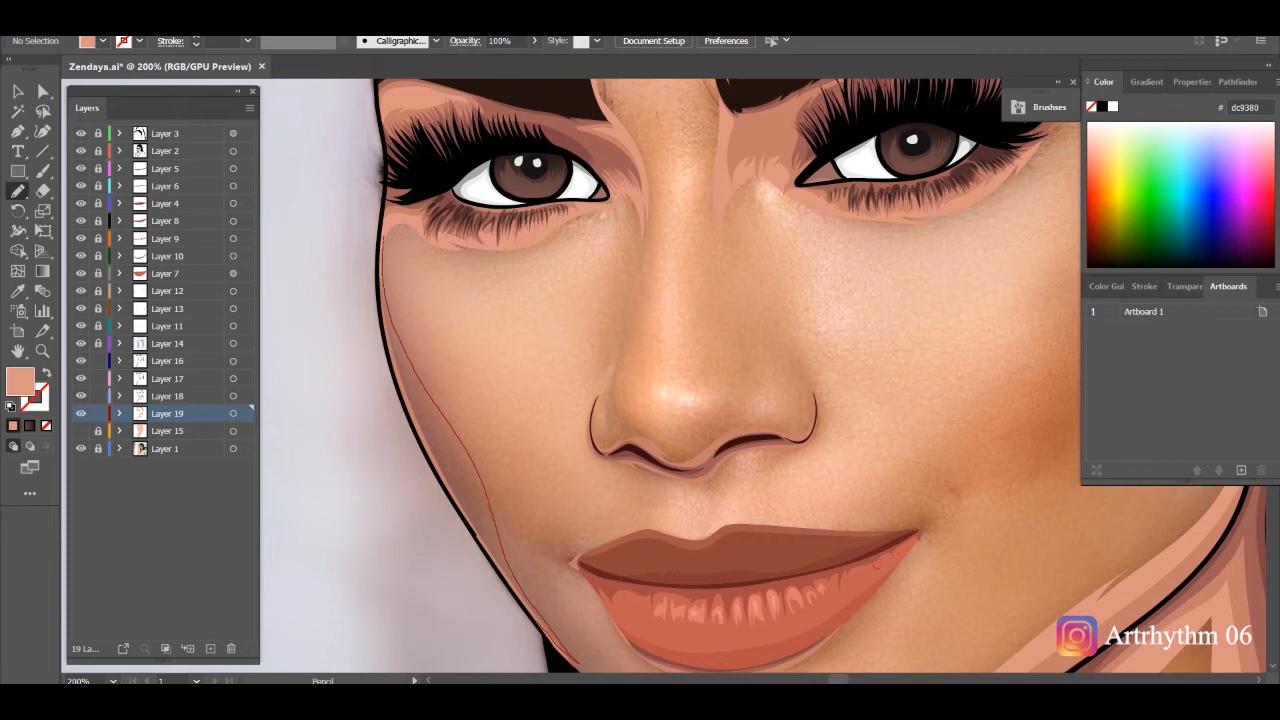 No Selection
Stroke:
Calligraphic...
Opacity:
100%
Style:
Document Setup
Preferences
Zendaya.ai* @ 200% (RGB/GPU Preview)
Layers
Layer 3
Layer 2
Layer 5
Layer 6
Layer 4
Layer 8
Layer 9
Layer 10
Layer 7
Layer 12
Layer 13
Layer 11
Layer 14
Layer 16
Layer 17
Layer 18
Layer 19
Layer 15
Layer 1
19 La...
Brushses
Color
Gradient
Properties
Pathfinder
#
dc9380
Color Gui
Stroke
Transpare
Artboards
1
Artboard 1
Artrhythm 06
200%
1
Pencil